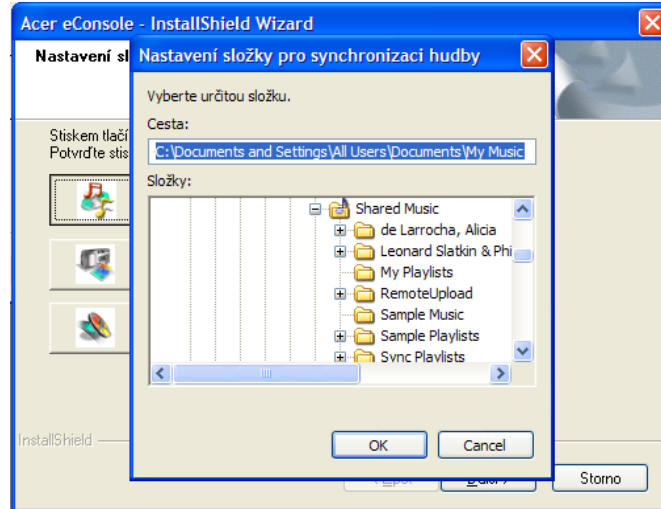 Acer eConsole - InstallShield Wizard
Nastavení sl
Nastavení složky pro synchronizaci hudby
Vyberte určitou složku.
Stiskem tlačí
Potvrďte stis
Cesta:
C:\Documents and Settings\All Users\Documents\My Music
Složky:
Shared Music
de Larrocha, Alicia
Leonard Slatkin & Phi
My Playlists
RemoteUpload
Sample Music
Sample Playlists
Sync Playlists
OK
Cancel
InstallShield
Storno